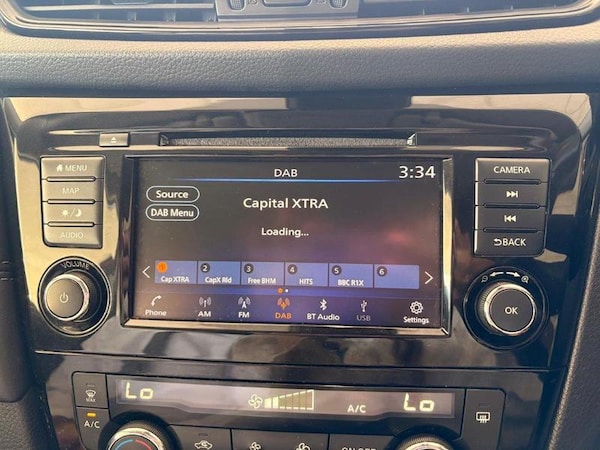 DAB 3:34
MENU
MAP
AUDIO
VOLUME
Source
DAB Menu
Capital XTRA
Loading...
1 2 3 4 5 6
Cap XTRA CapX Rld Free BHM HITS BBC R1X
Phone AM FM DAB BT Audio USB Settings
CAMERA
BACK
OK
Lo A/C Lo
MAX
A/C